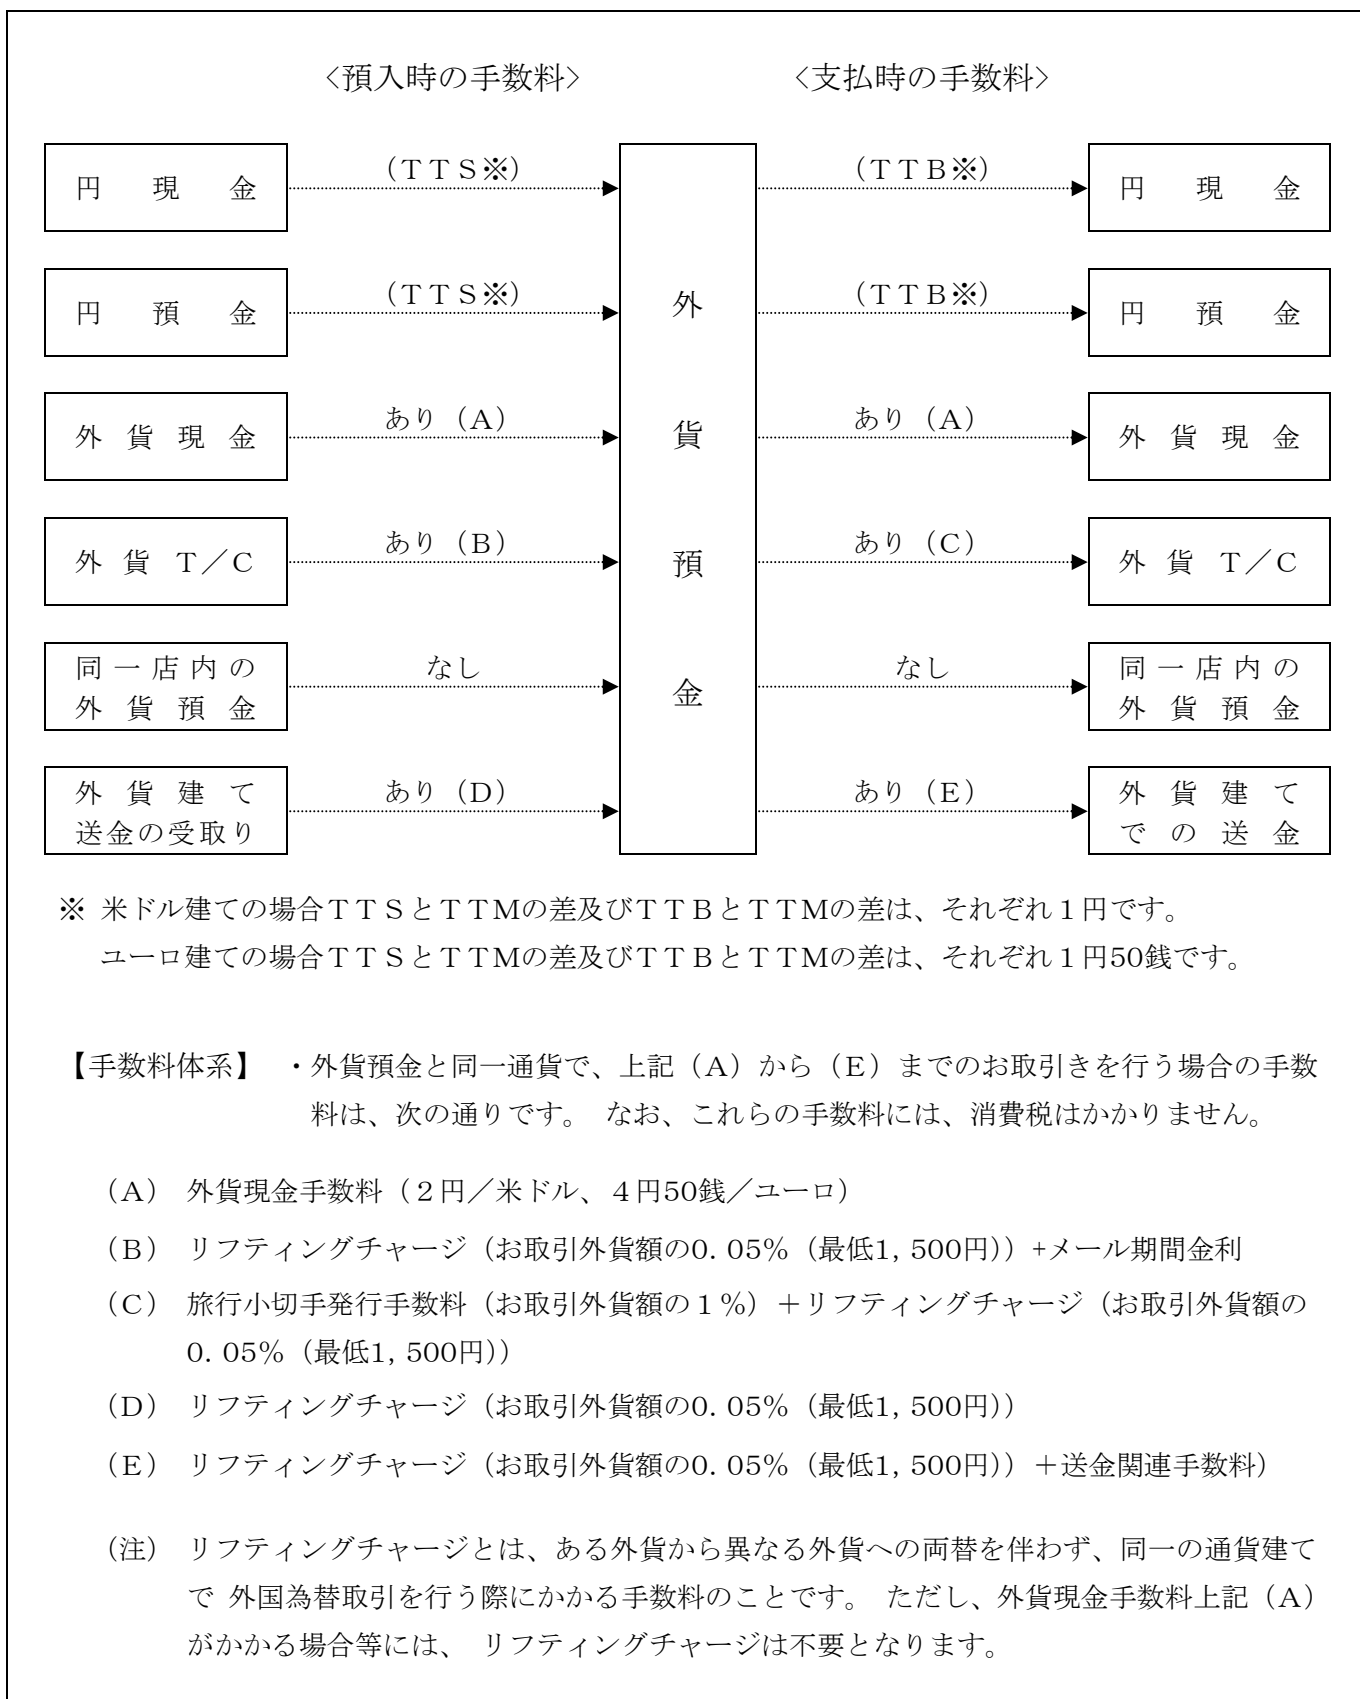 〈預入時の手数料〉 〈支払時の手数料〉
円現金 (TTS※) (TTB※) 円現金
円預金 (TTS※) (TTB※) 円預金
外貨預金
外貨現金 あり(A) あり(A) 外貨現金
外貨T/C あり(B) あり(C) 外貨T/C
同一店内の なし なし 同一店内の
外貨預金 外貨預金
外貨建て あり(D) あり(E) 外貨建て
送金の受取り での送金
※ 米ドル建ての場合TTSとTTMの差及びTTBとTTMの差は、それぞれ1円です。
ユーロ建ての場合TTSとTTMの差及びTTBとTTMの差は、それぞれ1円50銭です。
【手数料体系】 ・外貨預金と同一通貨で、上記(A)から(E)までのお取引きを行う場合の手数
料は、次の通りです。 なお、これらの手数料には、消費税はかかりません。
(A) 外貨現金手数料(2円/米ドル、4円50銭/ユーロ)
(B) リフティングチャージ(お取引外貨額の0.05%(最低1,500円))+メール期間金利
(C) 旅行小切手発行手数料(お取引外貨額の1%)+リフティングチャージ(お取引外貨額の
0.05%(最低1,500円))
(D) リフティングチャージ(お取引外貨額の0.05%(最低1,500円))
(E) リフティングチャージ(お取引外貨額の0.05%(最低1,500円))+送金関連手数料)
(注) リフティングチャージとは、ある外貨から異なる外貨への両替を伴わず、同一の通貨建て
で 外国為替取引を行う際にかかる手数料のことです。 ただし、外貨現金手数料上記(A)
がかかる場合等には、 リフティングチャージは不要となります。